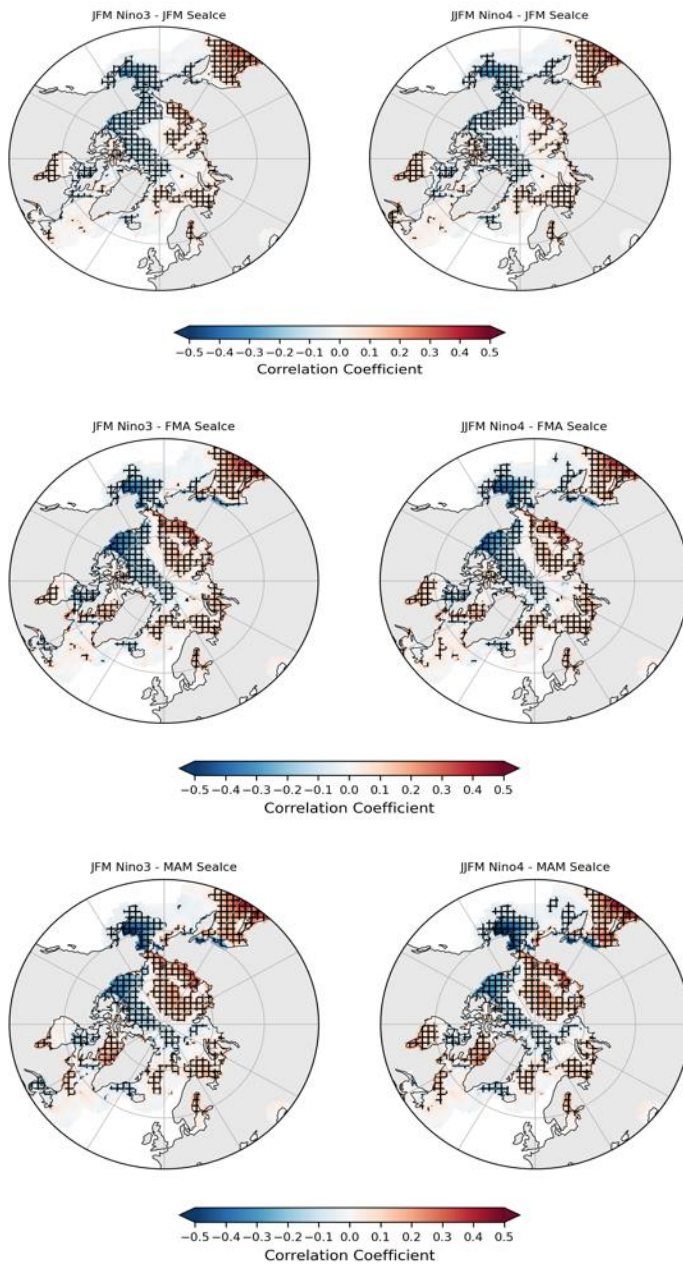 JFM Nino3 - JFM SeaIce
JJFM Nino4 - JFM SeaIce
−0.5 −0.4 −0.3 −0.2 −0.1 0.0 0.1 0.2 0.3 0.4 0.5
Correlation Coefficient
JFM Nino3 - FMA SeaIce
JJFM Nino4 - FMA SeaIce
−0.5 −0.4 −0.3 −0.2 −0.1 0.0 0.1 0.2 0.3 0.4 0.5
Correlation Coefficient
JFM Nino3 - MAM SeaIce
JJFM Nino4 - MAM SeaIce
−0.5 −0.4 −0.3 −0.2 −0.1 0.0 0.1 0.2 0.3 0.4 0.5
Correlation Coefficient